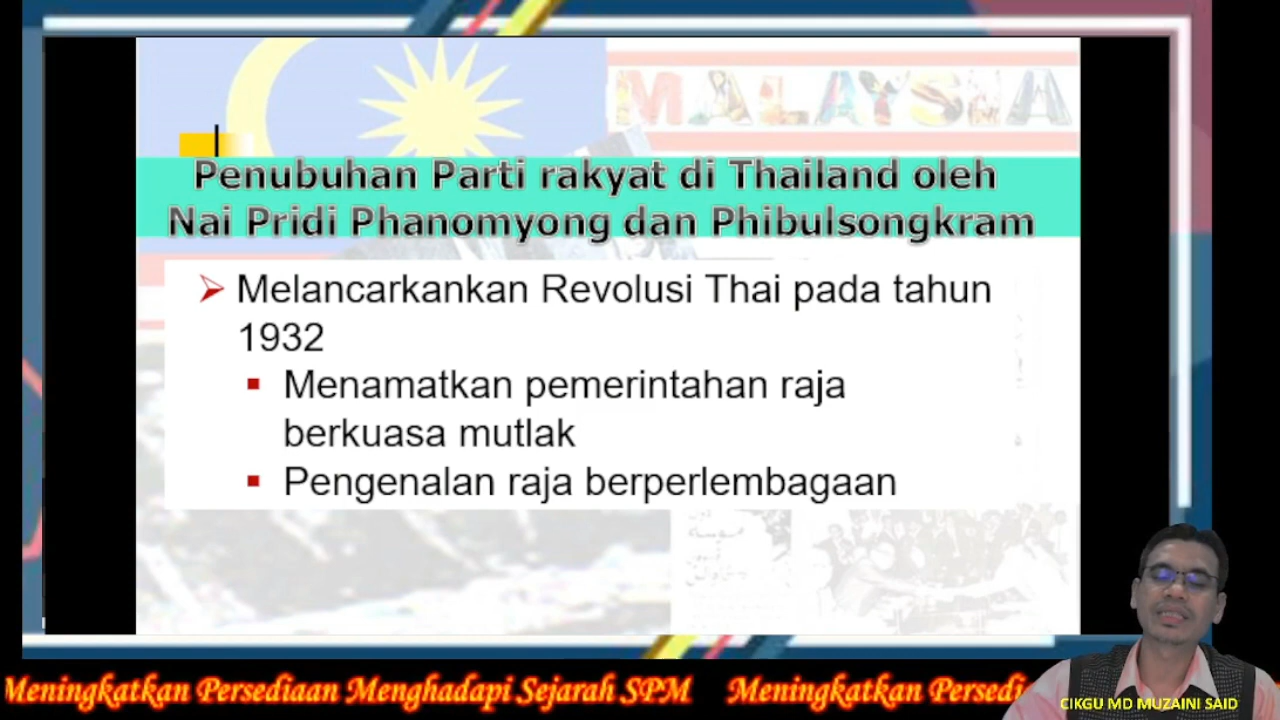 MALAYSIA
Penubuhan Parti rakyat di Thailand oleh
Nai Pridi Phanomyong dan Phibulsongkram
Melancarkankan Revolusi Thai pada tahun
1932
Menamatkan pemerintahan raja
berkuasa mutlak
Pengenalan raja berperlembagaan
Meningkatkan Persediaan Menghadapi Sejarah SPM Meningkatkan
CIKGU MD MUZAINI SAID